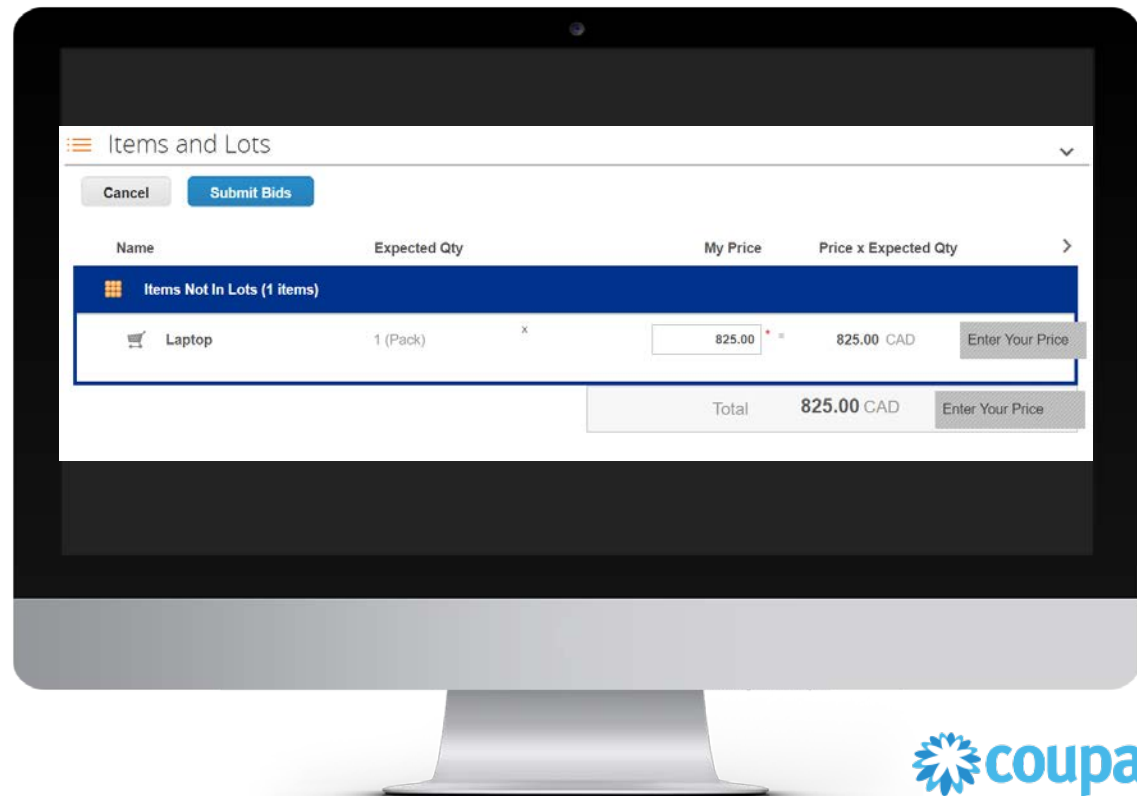 Items and Lots
Cancel Submit Bids
Name Expected Qty My Price Price x Expected Qty >
Items Not In Lots (1 items)
Laptop 1 (Pack) x 825.00 * = 825.00 CAD Enter Your Price
Total 825.00 CAD Enter Your Price
coupa